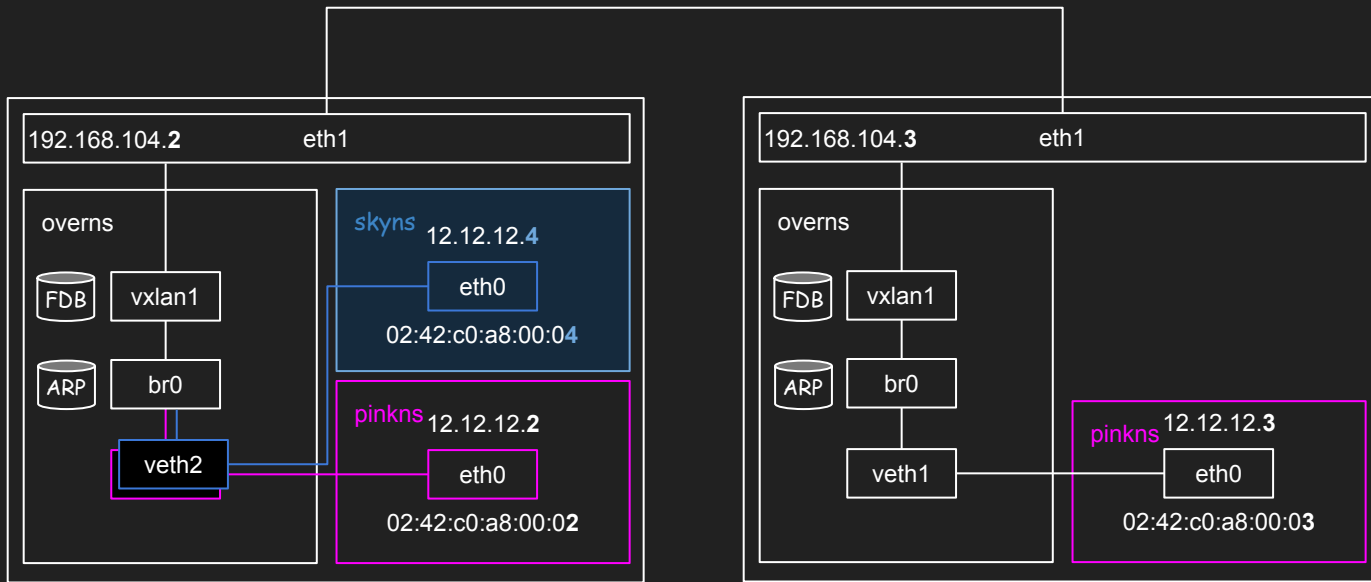 192.168.104.2
eth1
overns
FDB
vxlan1
ARP
br0
veth2
skyns
12.12.12.4
eth0
02:42:c0:a8:00:04
pinkns
12.12.12.2
eth0
02:42:c0:a8:00:02
192.168.104.3
eth1
overns
FDB
vxlan1
ARP
br0
veth1
pinkns
12.12.12.3
eth0
02:42:c0:a8:00:03